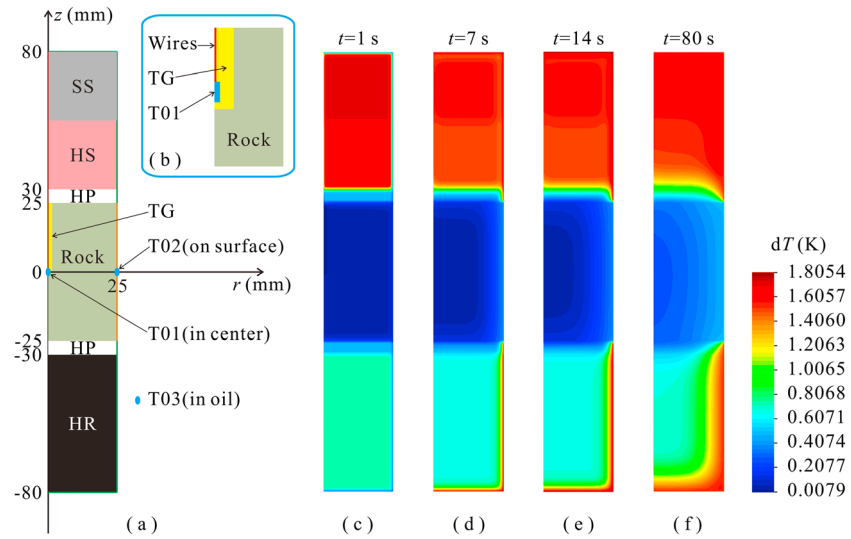 z (mm)
80
SS
HS
30
HP
25
TG
Rock
T02(on surface)
0
25
r (mm)
T01(in center)
-25
HP
-30
T03(in oil)
HR
-80
(a)
Wires
TG
T01
Rock
(b)
t=1 s
t=7 s
t=14 s
t=80 s
dT (K)
1.8054
1.6057
1.4060
1.2063
1.0065
0.8068
0.6071
0.4074
0.2077
0.0079
(c)
(d)
(e)
(f)